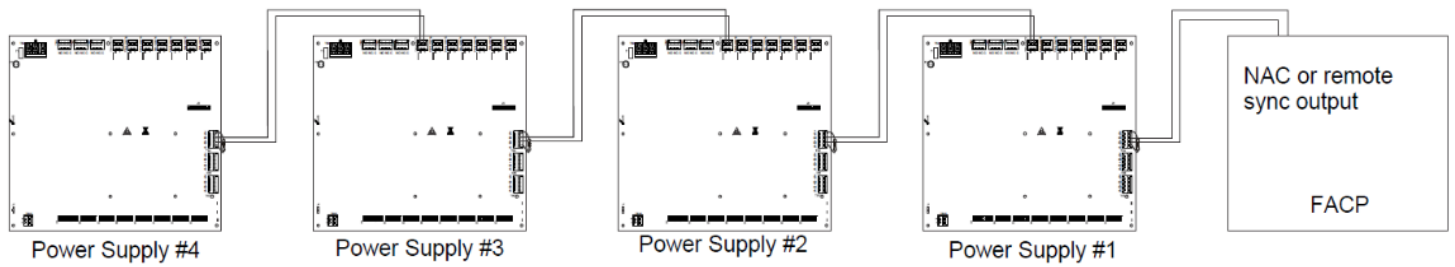 NAC or remote
sync output
FACP
Power Supply #4
Power Supply #3
Power Supply #2
Power Supply #1